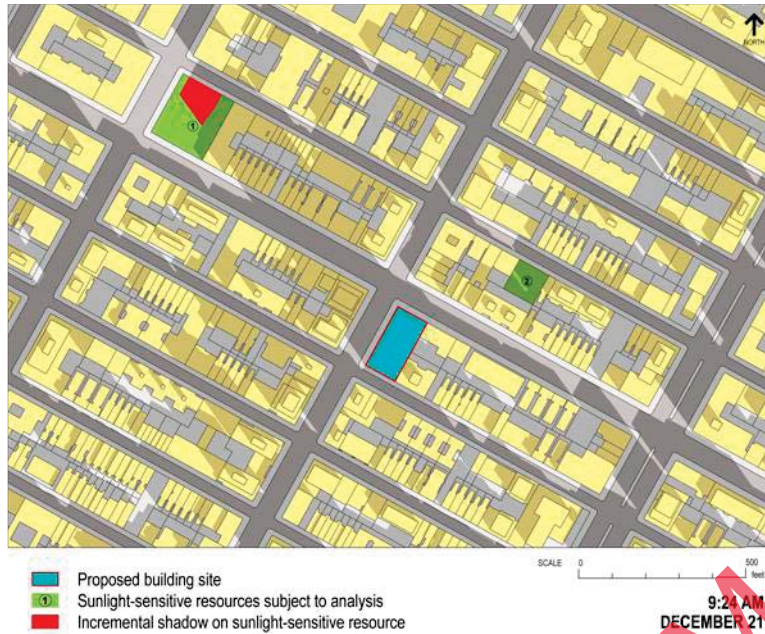 NORTH
①
②
SCALE 0 500
feet
Proposed building site
① Sunlight-sensitive resources subject to analysis
Incremental shadow on sunlight-sensitive resource
9:24 AM
DECEMBER 21